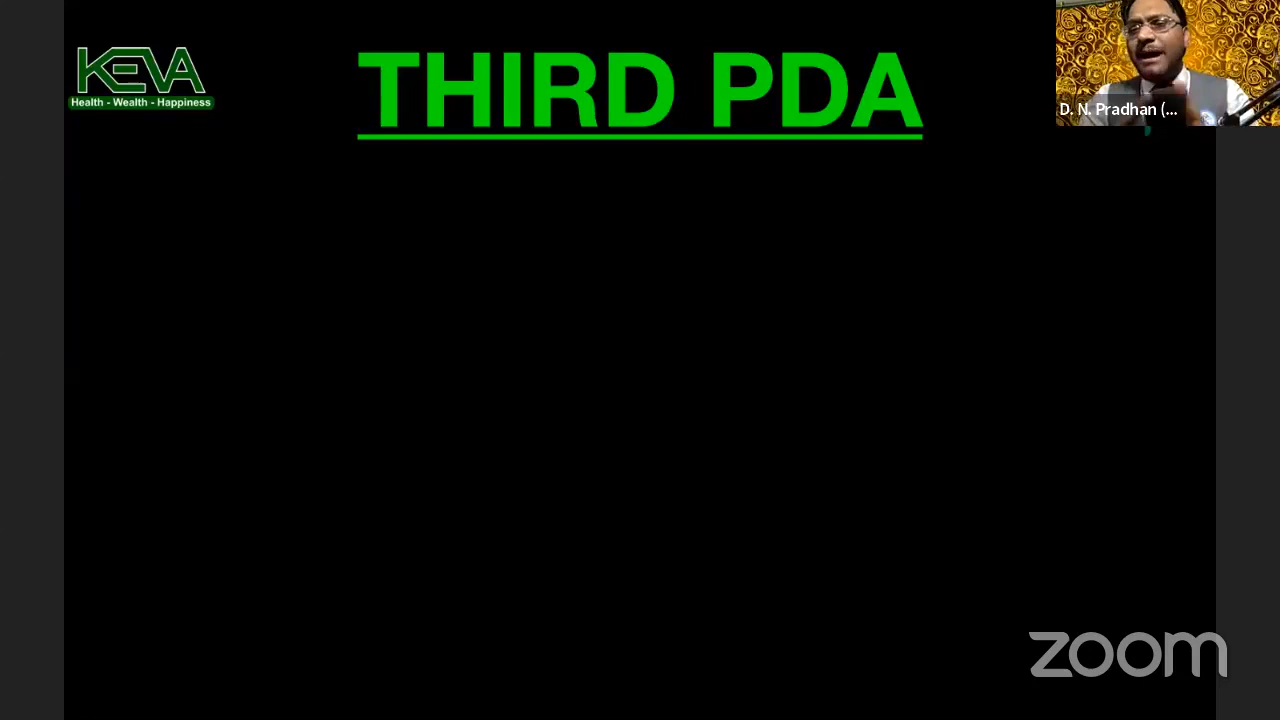 KEVA
Health - Wealth - Happiness
THIRD PDA
D. N. Pradhan (...
zoom